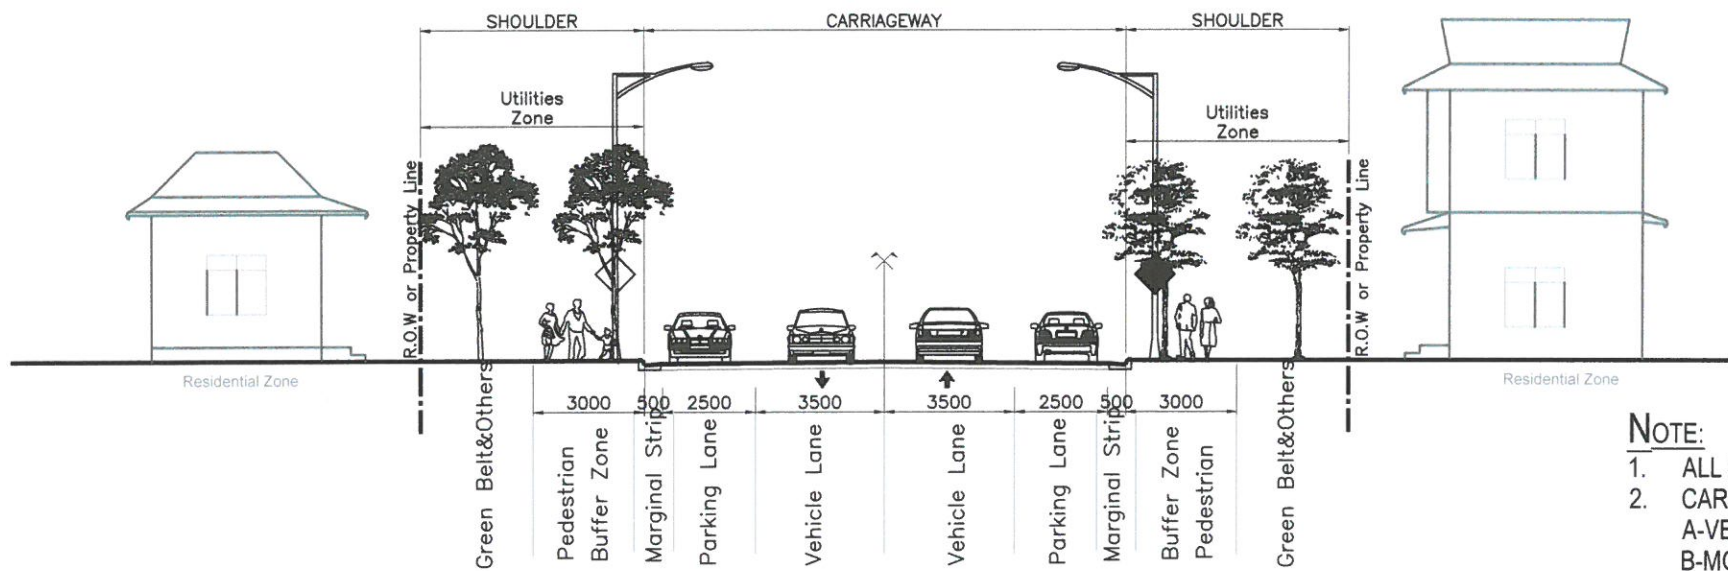 SHOULDER
CARRIAGEWAY
SHOULDER
Utilities
Zone
Utilities
Zone
R.O.W or Property Line
R.O.W or Property Line
Residential Zone
Residential Zone
3000
500
2500
3500
3500
2500
500
3000
Green Belt&Others
Pedestrian
Buffer Zone
Marginal Strip
Parking Lane
Vehicle Lane
Vehicle Lane
Parking Lane
Marginal Strip
Buffer Zone
Pedestrian
Green Belt&Others
NOTE:
1. ALL
2. CAR
A-VE
B-MO